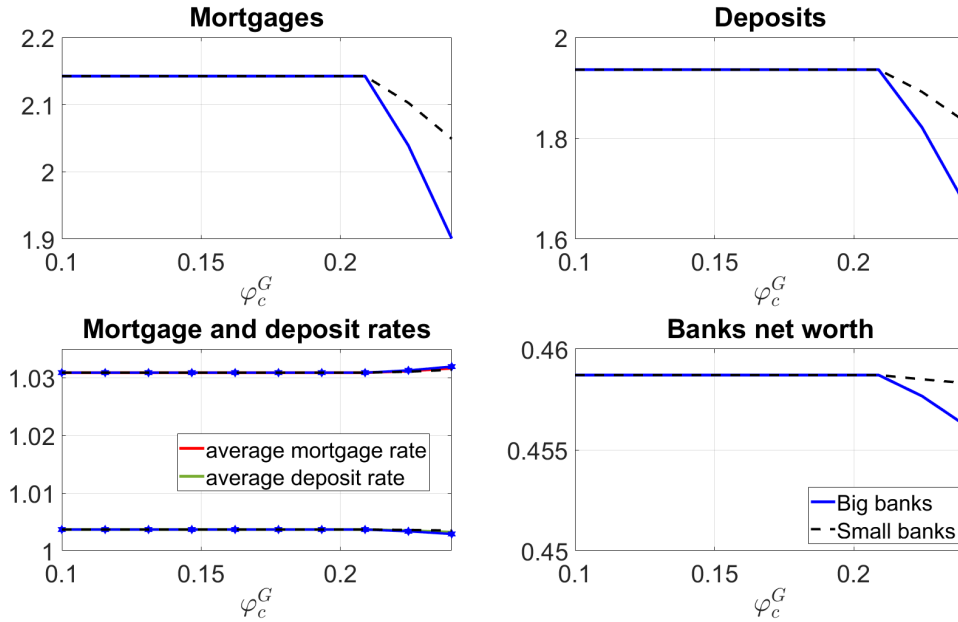 Mortgages
2.2
2.1
2
1.9
0.1 0.15 0.2
φ_c^G
Deposits
2
1.8
1.6
0.1 0.15 0.2
φ_c^G
Mortgage and deposit rates
1.03
1.02
1.01
1
average mortgage rate
average deposit rate
0.1 0.15 0.2
φ_c^G
Banks net worth
0.46
0.455
0.45
Big banks
Small banks
0.1 0.15 0.2
φ_c^G